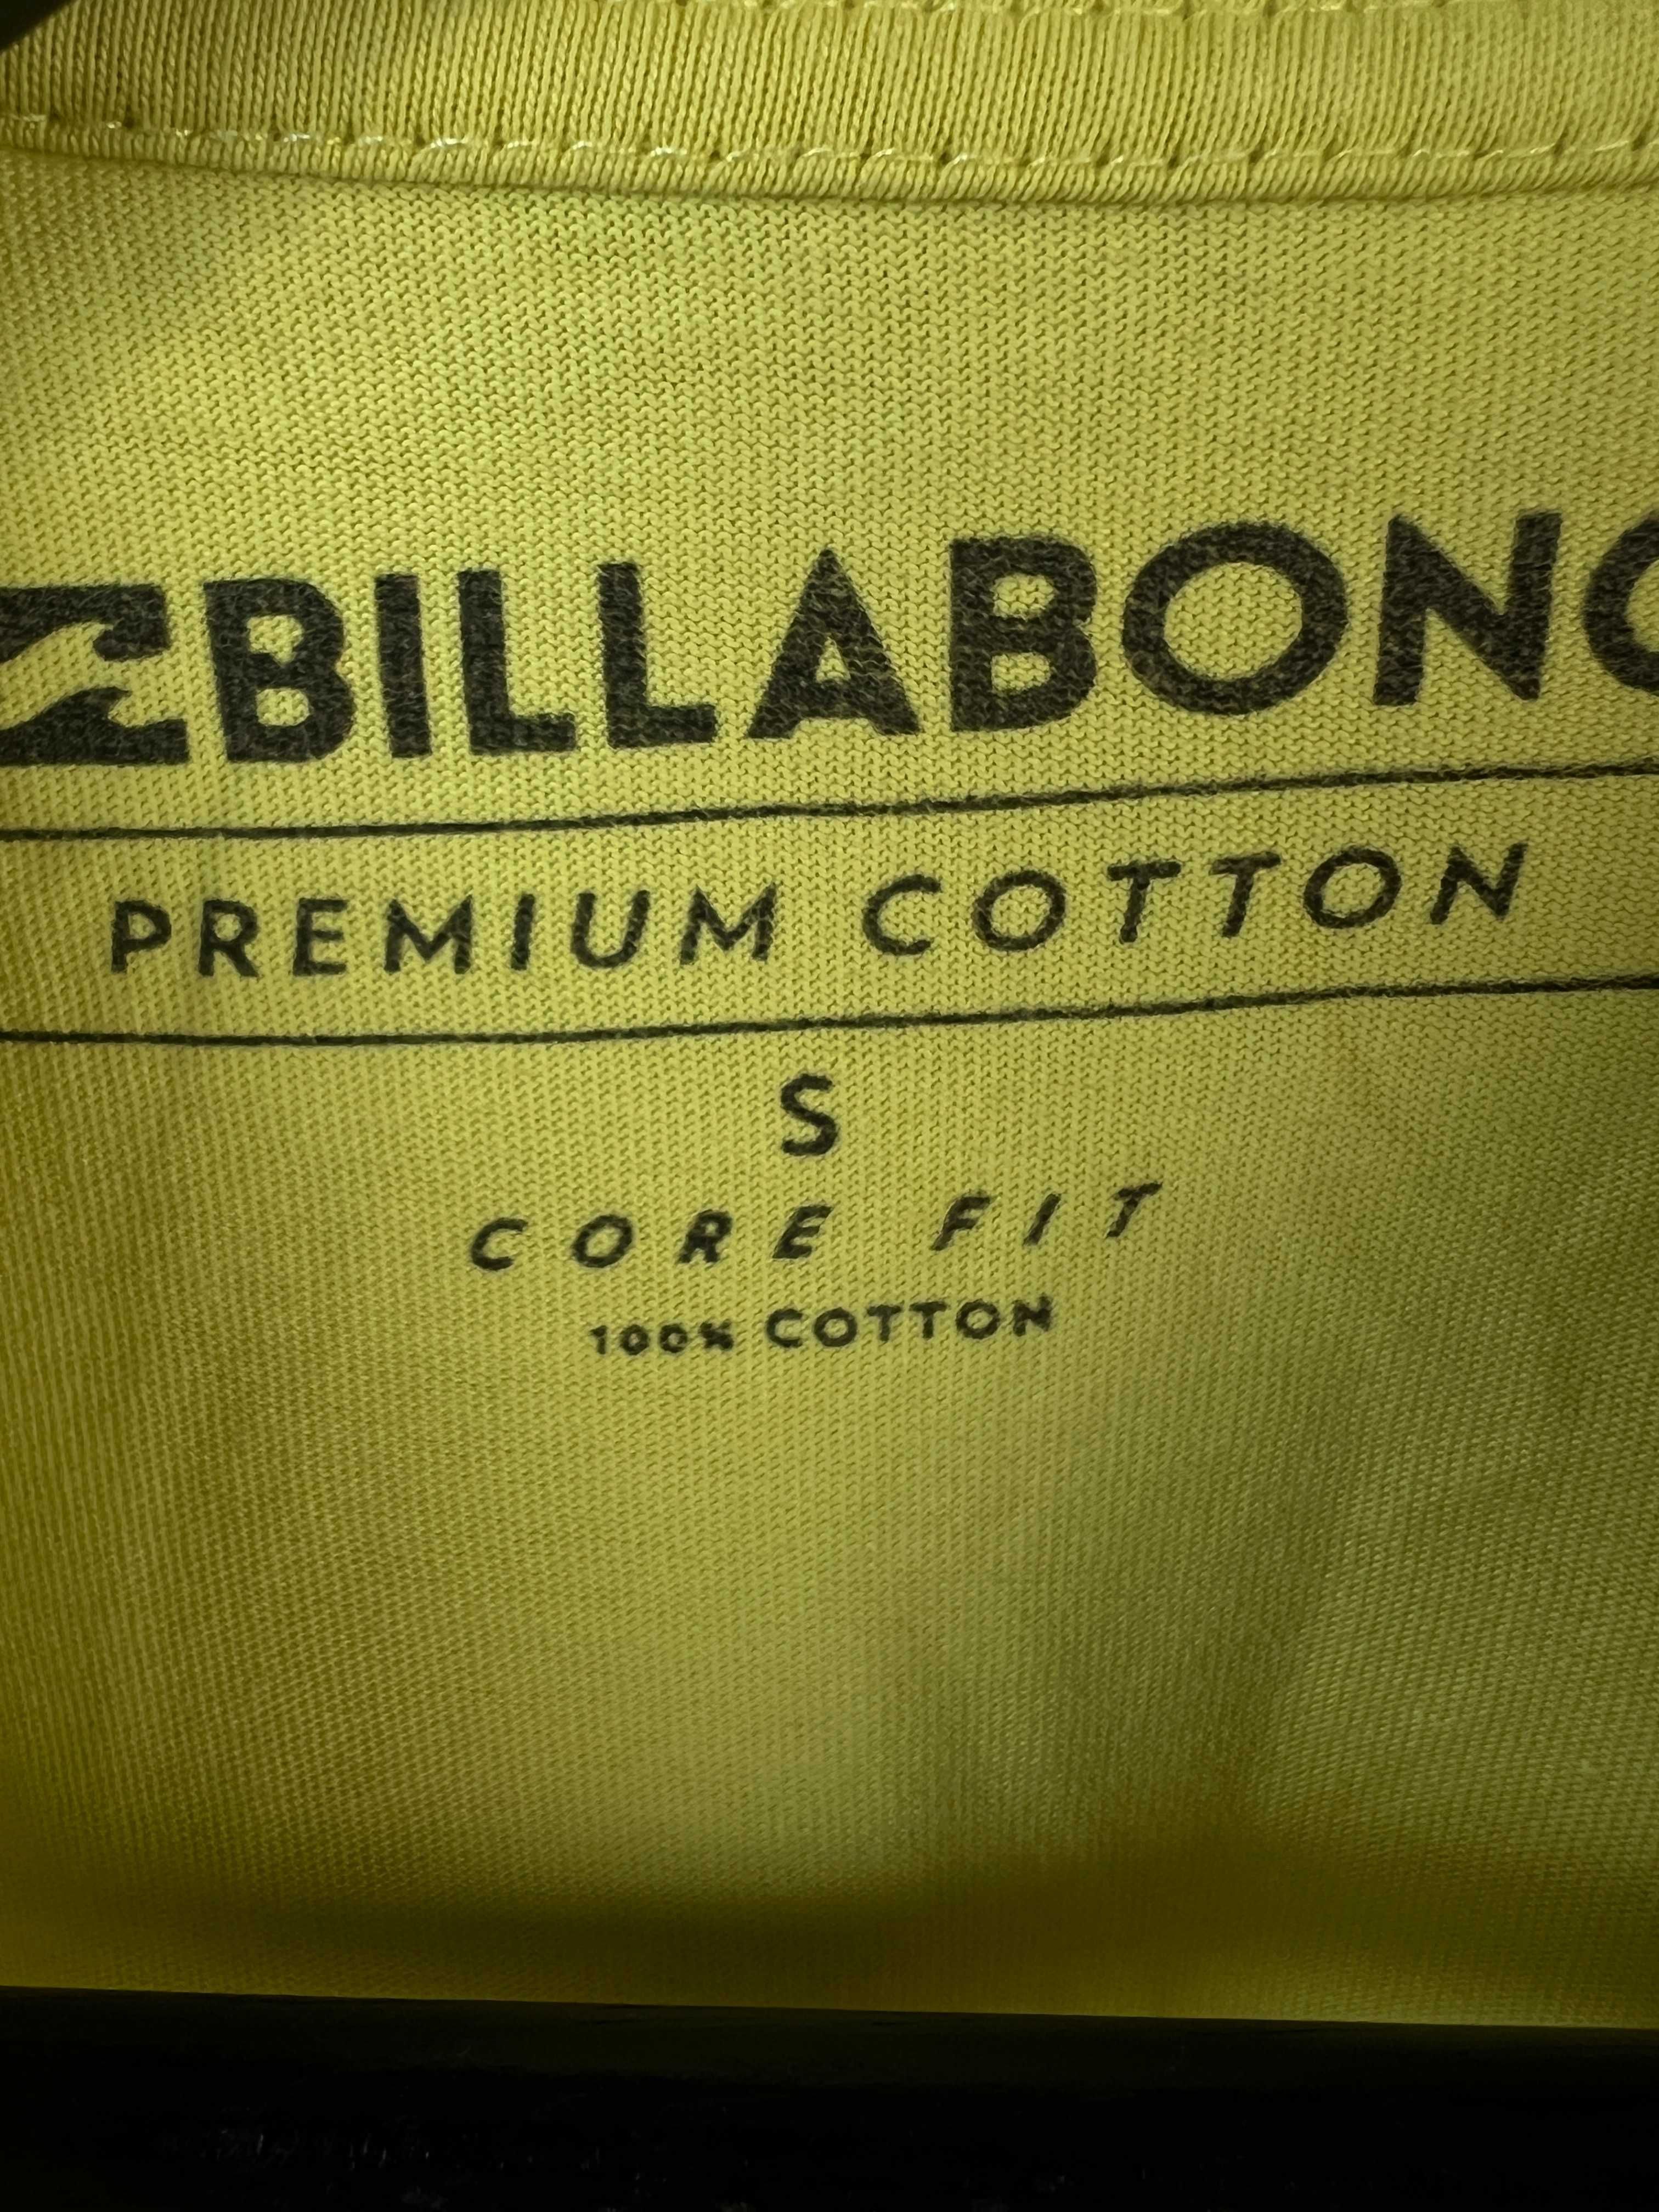 BILLABONG
PREMIUM COTTON
S
CORE FIT
100% COTTON